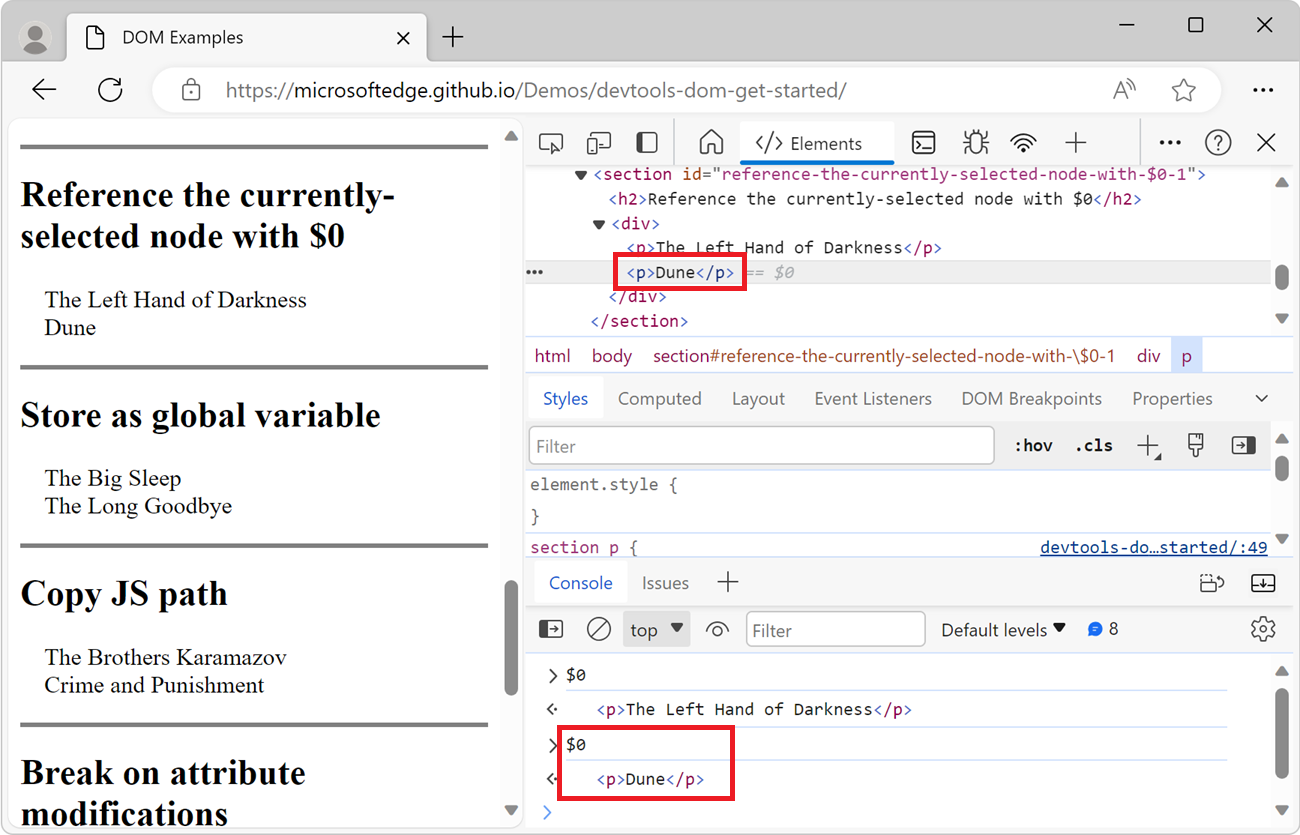 DOM Examples
https://microsoftedge.github.io/Demos/devtools-dom-get-started/
Reference the currently-
selected node with $0
The Left Hand of Darkness
Dune
Store as global variable
The Big Sleep
The Long Goodbye
Copy JS path
The Brothers Karamazov
Crime and Punishment
Break on attribute
modifications
</> Elements
<section id="reference-the-currently-selected-node-with-$0-1">
<h2>Reference the currently-selected node with $0</h2>
<div>
<p>The Left Hand of Darkness</p>
<p>Dune</p> == $0
</div>
</section>
html body section#reference-the-currently-selected-node-with-\$0-1 div p
Styles Computed Layout Event Listeners DOM Breakpoints Properties
Filter :hov .cls
element.style {
}
section p { devtools-do…started/:49
Console Issues
top Filter Default levels 8
$0
<p>The Left Hand of Darkness</p>
$0
<p>Dune</p>